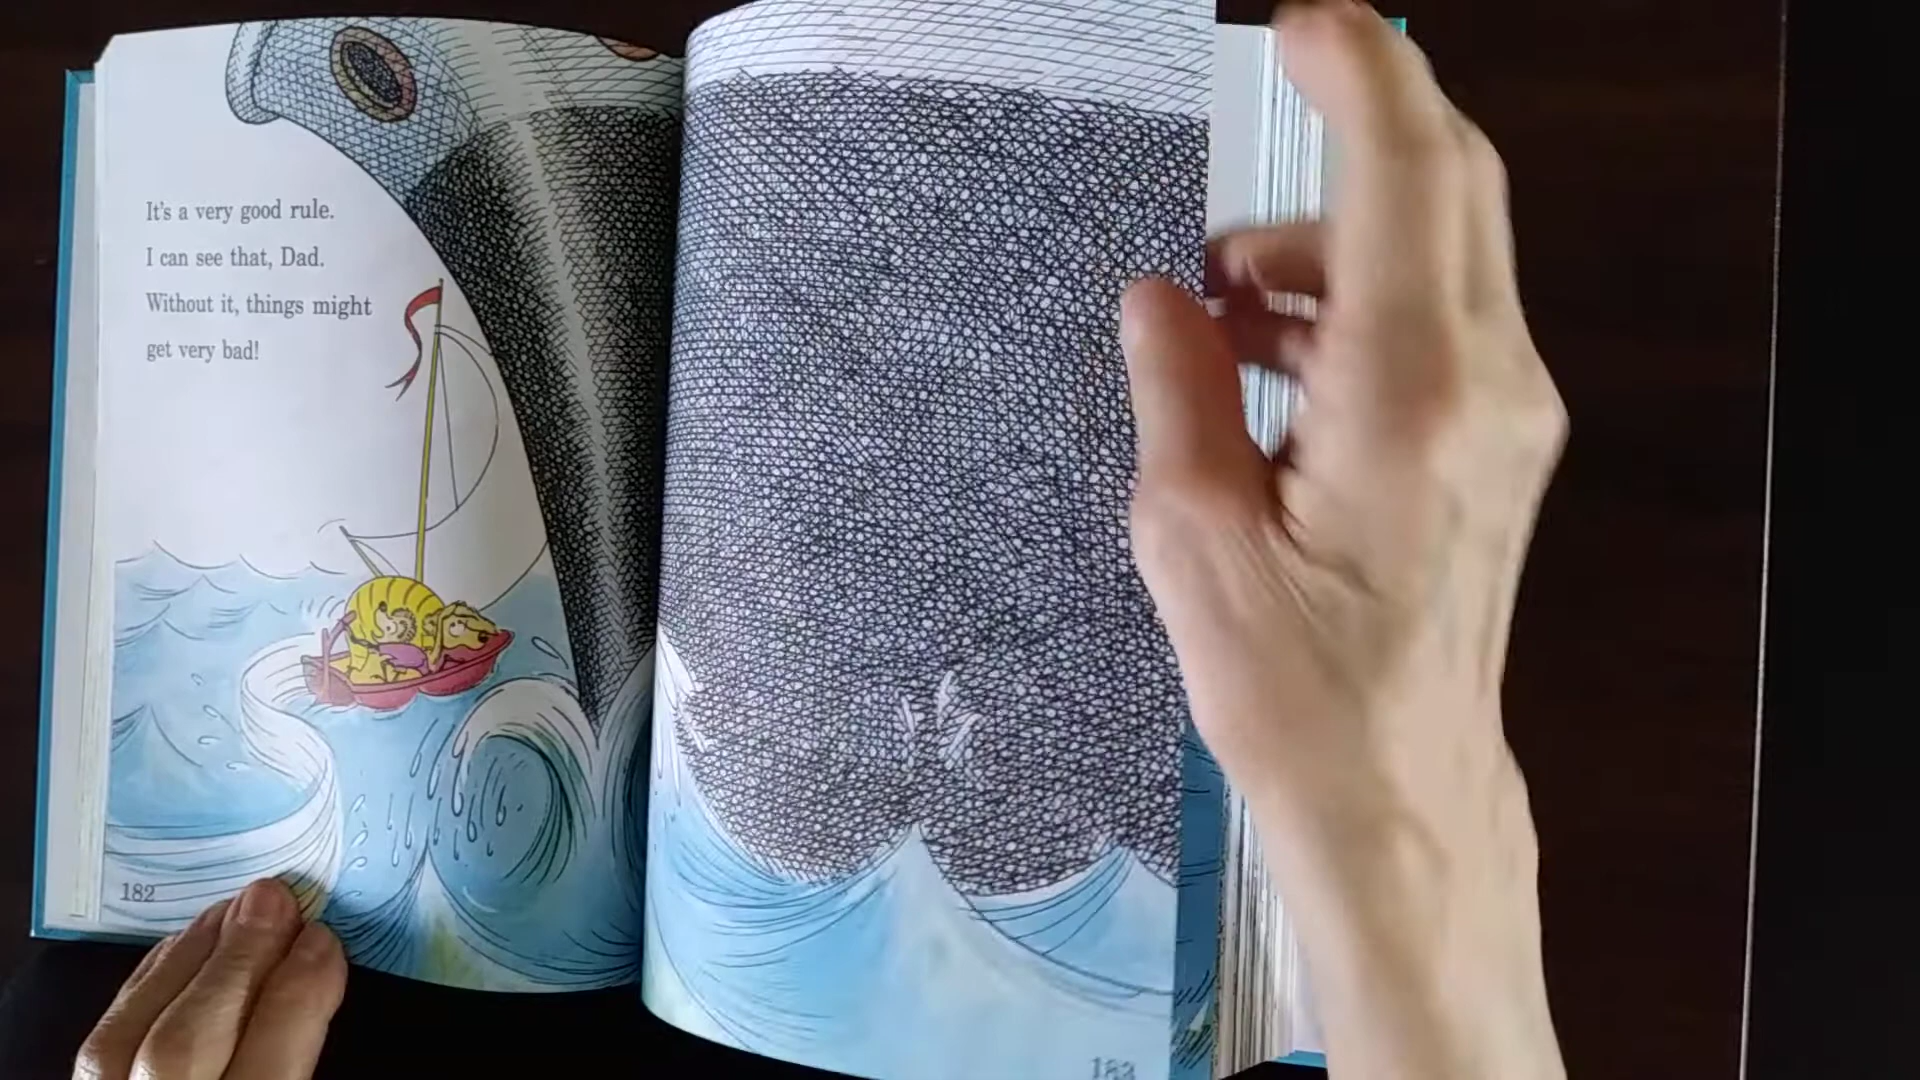 It's a very good rule.
I can see that, Dad.
Without it, things might
get very bad!
182
183